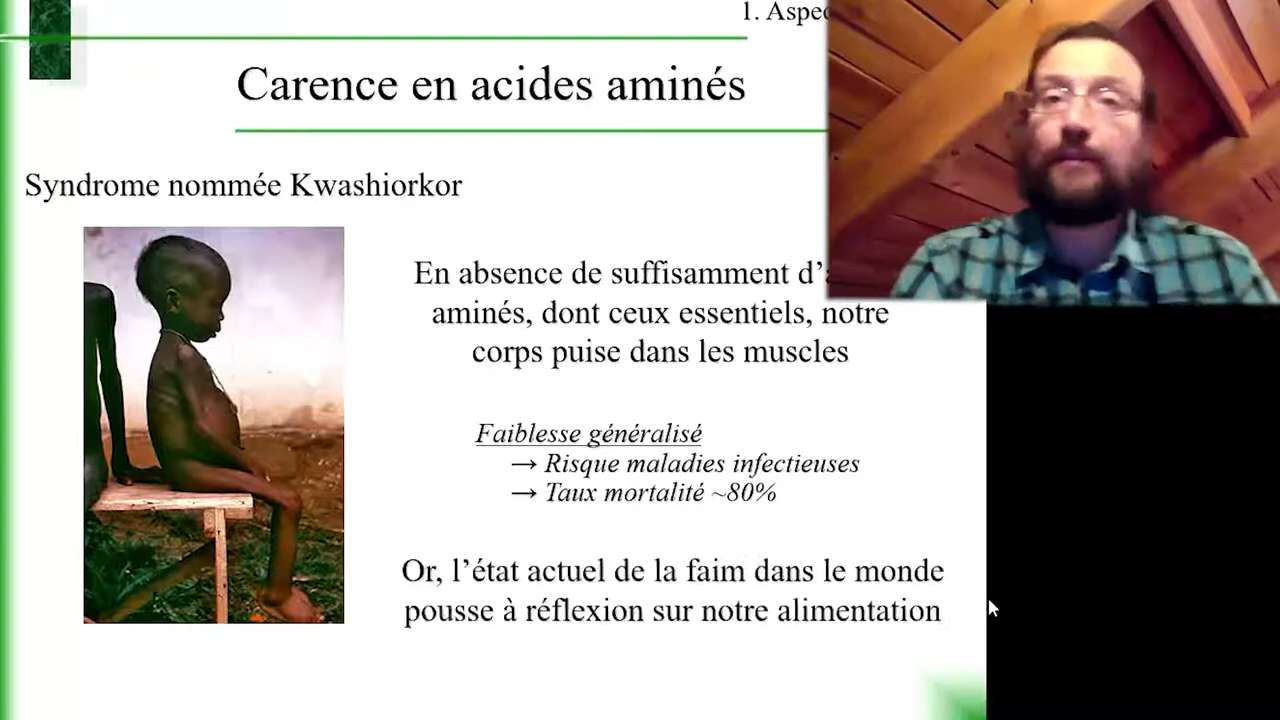 1. Aspec
Carence en acides aminés
Syndrome nommée Kwashiorkor
En absence de suffisamment d’
aminés, dont ceux essentiels, notre
corps puise dans les muscles
Faiblesse généralisé
→ Risque maladies infectieuses
→ Taux mortalité ~80%
Or, l’état actuel de la faim dans le monde
pousse à réflexion sur notre alimentation